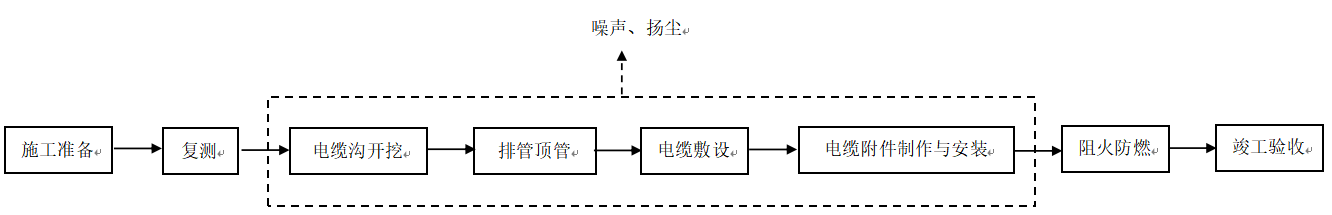 噪声、扬尘
施工准备
复测
电缆沟开挖
排管顶管
电缆敷设
电缆附件制作与安装
阻火防燃
竣工验收